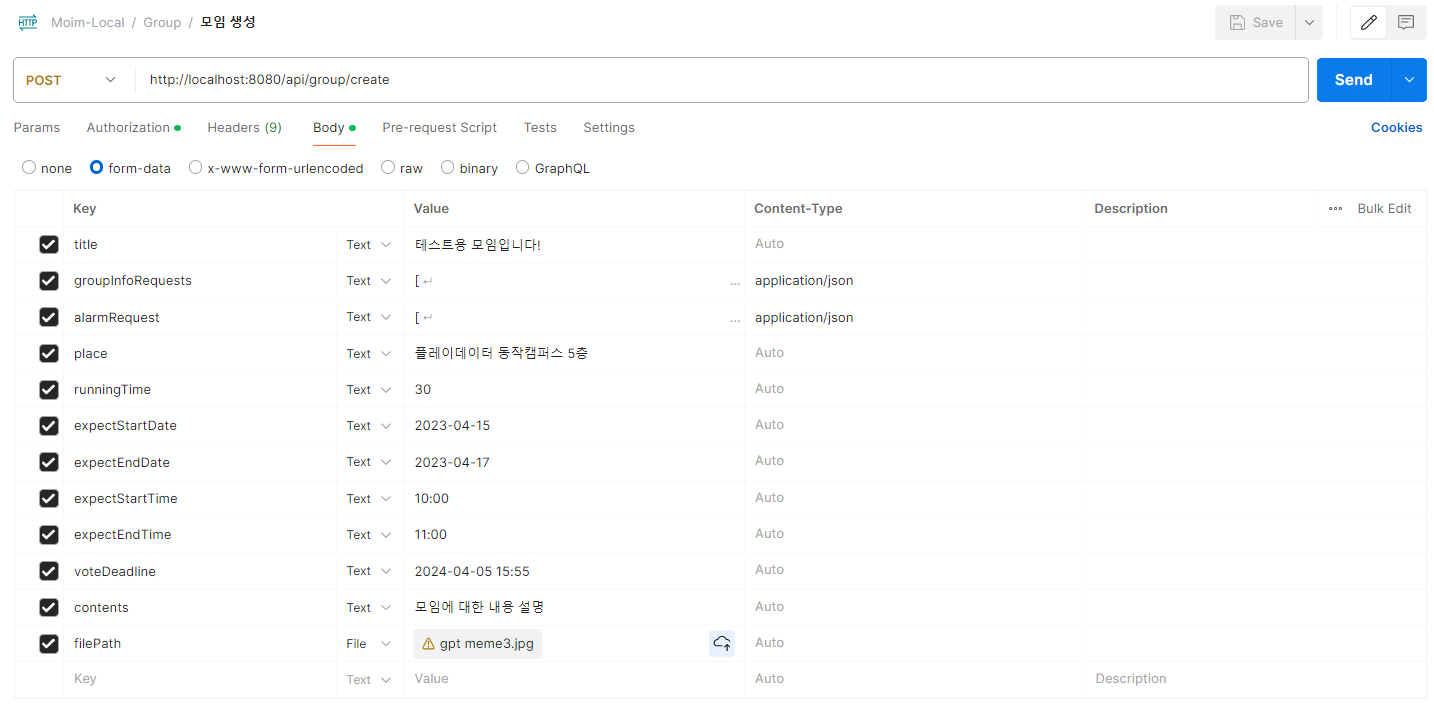 HTTP Moim-Local / Group / 모임 생성 Save
POST http://localhost:8080/api/group/create Send
Params Authorization Headers (9) Body Pre-request Script Tests Settings Cookies
none form-data x-www-form-urlencoded raw binary GraphQL
Key Value Content-Type Description ••• Bulk Edit
title Text 테스트용 모임입니다! Auto
groupInfoRequests Text [ ↵ ... application/json
alarmRequest Text [ ↵ ... application/json
place Text 플레이데이터 동작캠퍼스 5층 Auto
runningTime Text 30 Auto
expectStartDate Text 2023-04-15 Auto
expectEndDate Text 2023-04-17 Auto
expectStartTime Text 10:00 Auto
expectEndTime Text 11:00 Auto
voteDeadline Text 2024-04-05 15:55 Auto
contents Text 모임에 대한 내용 설명 Auto
filePath File gpt meme3.jpg Auto
Key Text Value Auto Description